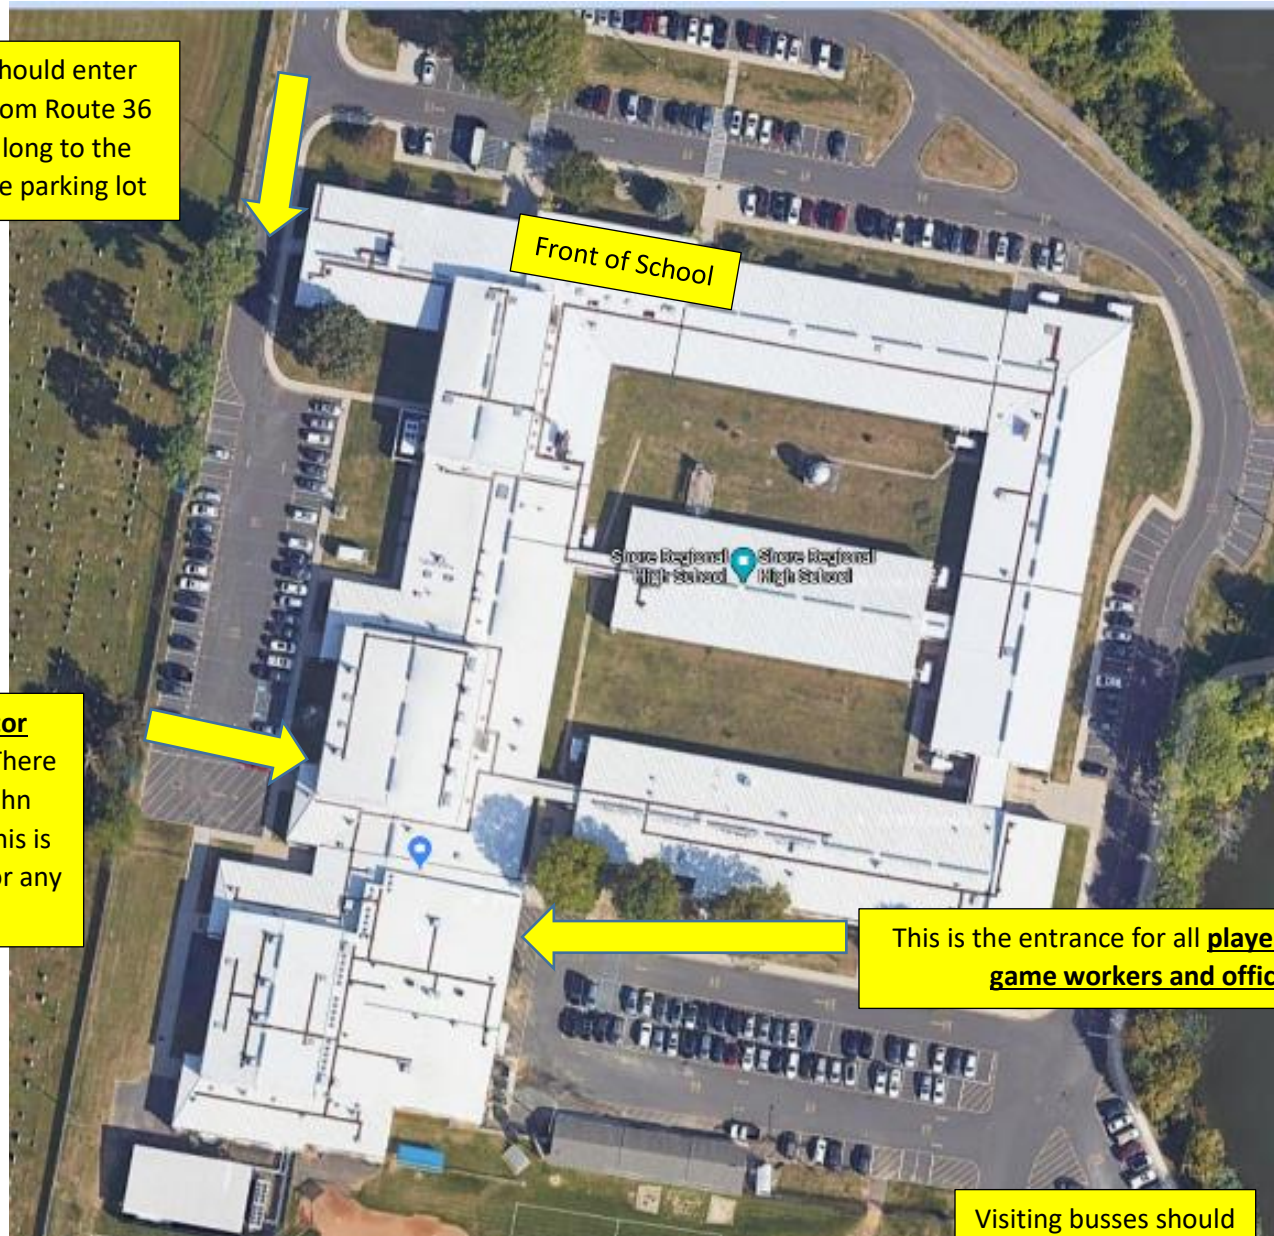 hould enter
om Route 36
long to the
e parking lot
Front of School
Shore Regional
High School
Shore Regional
High School
tor
There
hn
his is
or any
This is the entrance for all playe
game workers and offic
Visiting busses should